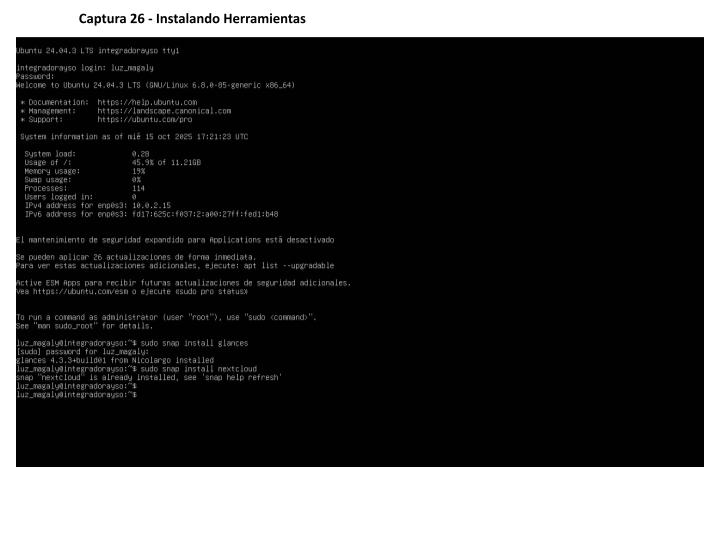 Captura 26 - Instalando Herramientas
Ubuntu 24.04.3 LTS integradorayso tty1
integradorayso login: luz_magaly
Password:
Welcome to Ubuntu 24.04.3 LTS (GNU/Linux 6.8.0-85-generic x86_64)
* Documentation:  https://help.ubuntu.com
* Management:     https://landscape.canonical.com
* Support:        https://ubuntu.com/pro
System information as of mié 15 oct 2025 17:21:23 UTC
System load:             0.28
Usage of /:              45.9% of 11.21GB
Memory usage:            19%
Swap usage:              0%
Processes:               114
Users logged in:         0
IPv4 address for enp0s3: 10.0.2.15
IPv6 address for enp0s3: fd17:625c:f037:2:a00:27ff:fed1:b48
El mantenimiento de seguridad expandido para Applications está desactivado
Se pueden aplicar 26 actualizaciones de forma inmediata.
Para ver estas actualizaciones adicionales, ejecute: apt list --upgradable
Active ESM Apps para recibir futuras actualizaciones de seguridad adicionales.
Vea https://ubuntu.com/esm o ejecute «sudo pro status»
To run a command as administrator (user "root"), use "sudo <command>".
See "man sudo_root" for details.
luz_magaly@integradorayso:~$ sudo snap install glances
[sudo] password for luz_magaly:
glances 4.3.3+build01 from Nicolargo installed
luz_magaly@integradorayso:~$ sudo snap install nextcloud
snap "nextcloud" is already installed, see 'snap help refresh'
luz_magaly@integradorayso:~$
luz_magaly@integradorayso:~$